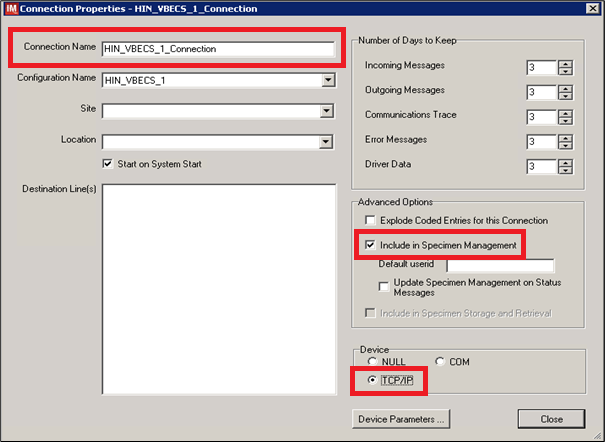 IM Connection Properties - HIN_VBECS_1_Connection
Connection Name HIN_VBECS_1_Connection
Configuration Name HIN_VBECS_1
Site
Location
Start on System Start
Destination Line(s)
Number of Days to Keep
Incoming Messages 3
Outgoing Messages 3
Communications Trace 3
Error Messages 3
Driver Data 3
Advanced Options
Explode Coded Entries for this Connection
Include in Specimen Management
Default userid
Update Specimen Management on Status
Messages
Include in Specimen Storage and Retrieval
Device
NULL COM
TCP/IP
Device Parameters ... Close